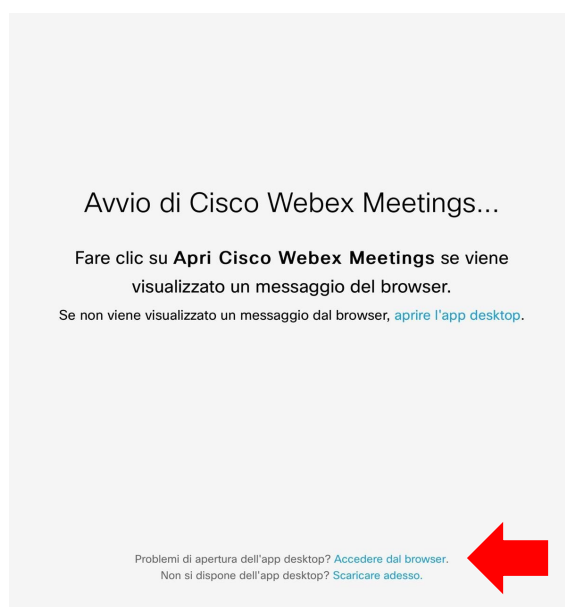 Avvio di Cisco Webex Meetings...
Fare clic su Apri Cisco Webex Meetings se viene
visualizzato un messaggio del browser.
Se non viene visualizzato un messaggio dal browser, aprire l'app desktop.
Problemi di apertura dell'app desktop? Accedere dal browser.
Non si dispone dell'app desktop? Scaricare adesso.